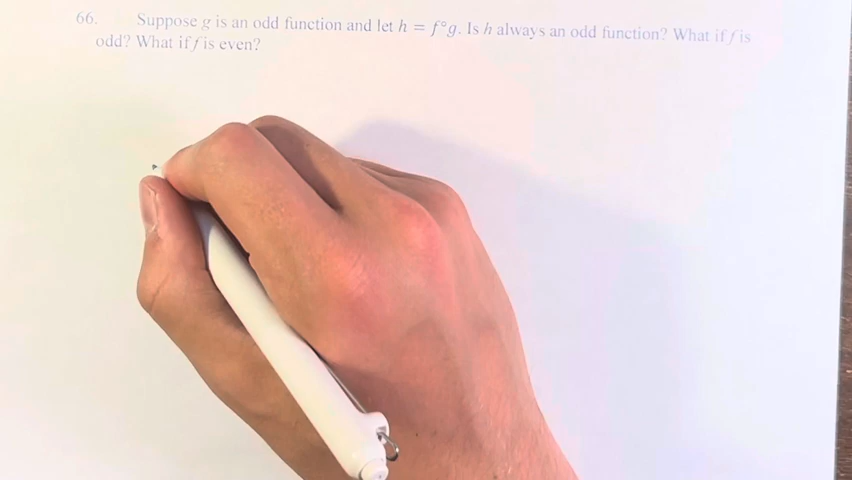 66. Suppose g is an odd function and let h = f°g. Is h always an odd function? What if f is
odd? What if f is even?